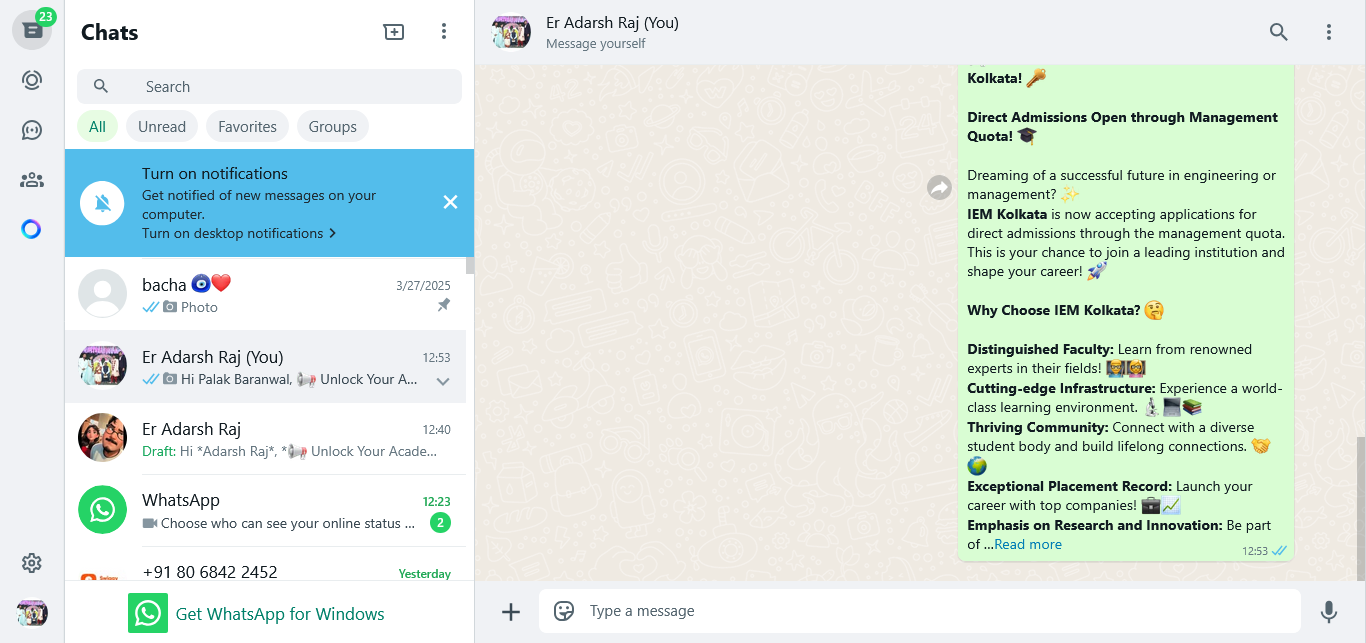 23
Chats
Search
All
Unread
Favorites
Groups
Turn on notifications
Get notified of new messages on your
computer.
Turn on desktop notifications
bacha 🧿❤️
3/27/2025
Photo
Er Adarsh Raj (You)
12:53
Hi Palak Baranwal, 📢 Unlock Your A...
Er Adarsh Raj
12:40
Draft: Hi *Adarsh Raj*, *📢 Unlock Your Acade...
WhatsApp
12:23
Choose who can see your online status ...
2
+91 80 6842 2452
Yesterday
Get WhatsApp for Windows
Er Adarsh Raj (You)
Message yourself
Kolkata! 🔑
Direct Admissions Open through Management
Quota! 🎓
Dreaming of a successful future in engineering or
management? ✨
IEM Kolkata is now accepting applications for
direct admissions through the management quota.
This is your chance to join a leading institution and
shape your career! 🚀
Why Choose IEM Kolkata? 🤔
Distinguished Faculty: Learn from renowned
experts in their fields! 👨‍🏫👩‍🏫
Cutting-edge Infrastructure: Experience a world-
class learning environment. 🔬💻📚
Thriving Community: Connect with a diverse
student body and build lifelong connections. 🤝
🌍
Exceptional Placement Record: Launch your
career with top companies! 💼📈
Emphasis on Research and Innovation: Be part
of ...Read more
12:53
Type a message